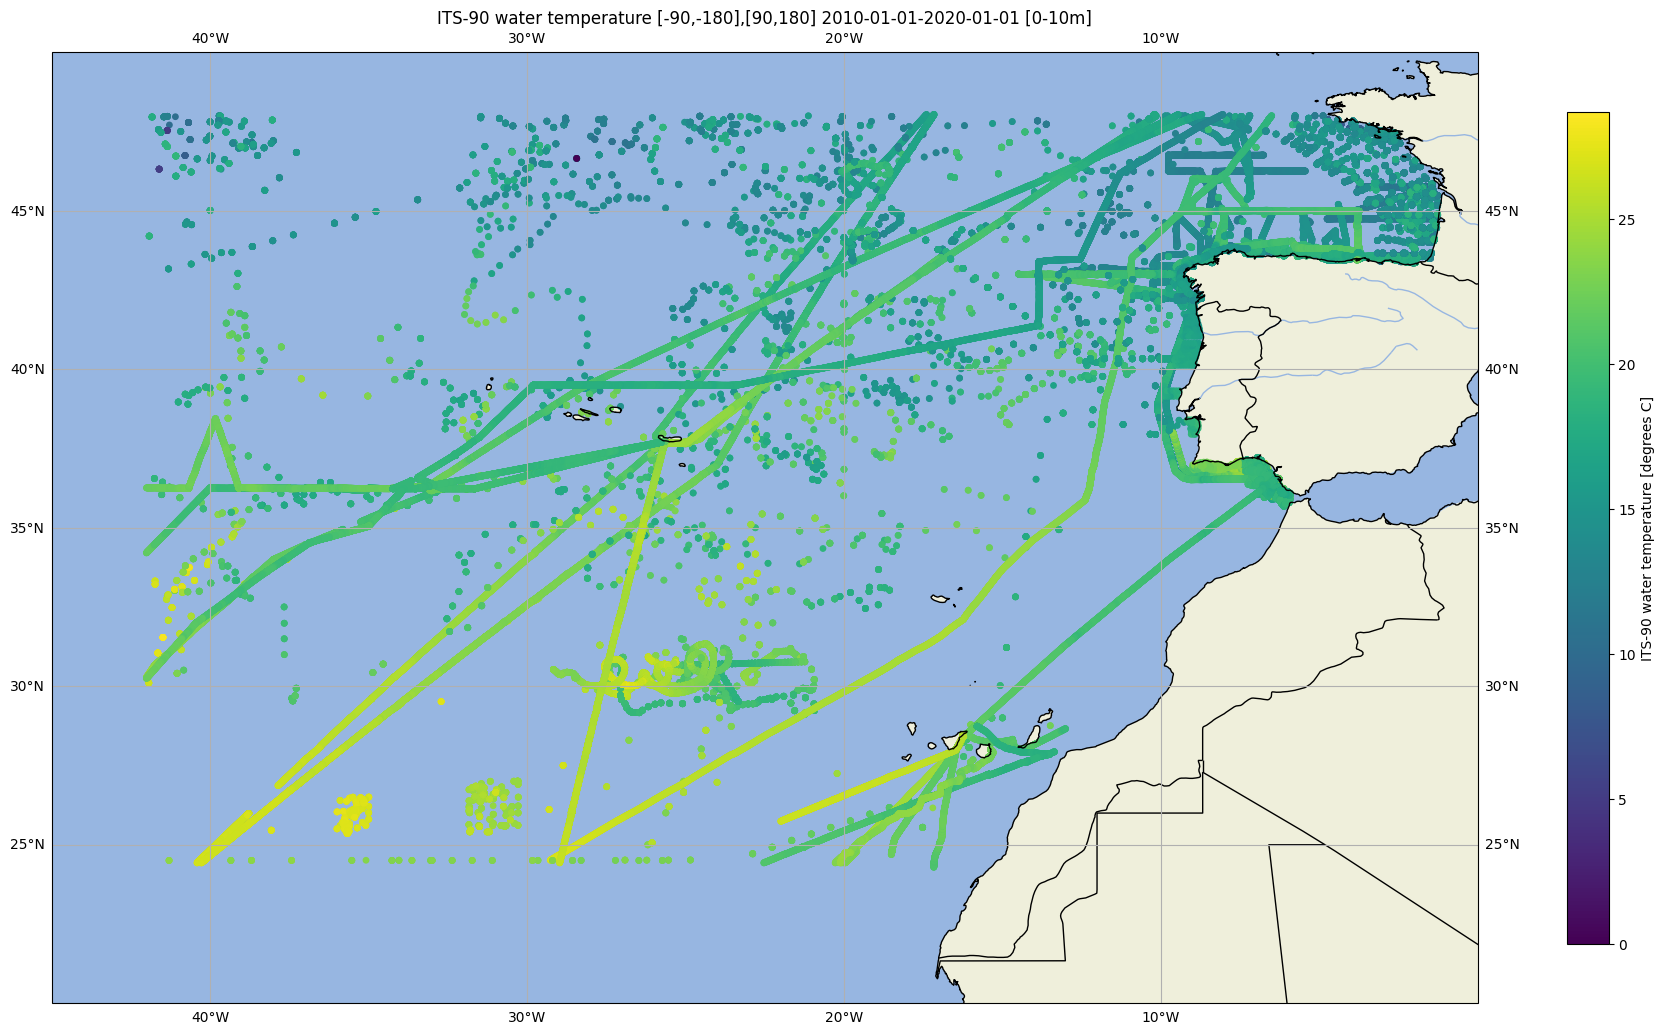 ITS-90 water temperature [-90,-180],[90,180] 2010-01-01-2020-01-01 [0-10m]
40°W 30°W 20°W 10°W
45°N 45°N
40°N 40°N
35°N 35°N
30°N 30°N
25°N 25°N
40°W 30°W 20°W 10°W
25
20
15
10
5
0
ITS-90 water temperature [degrees C]